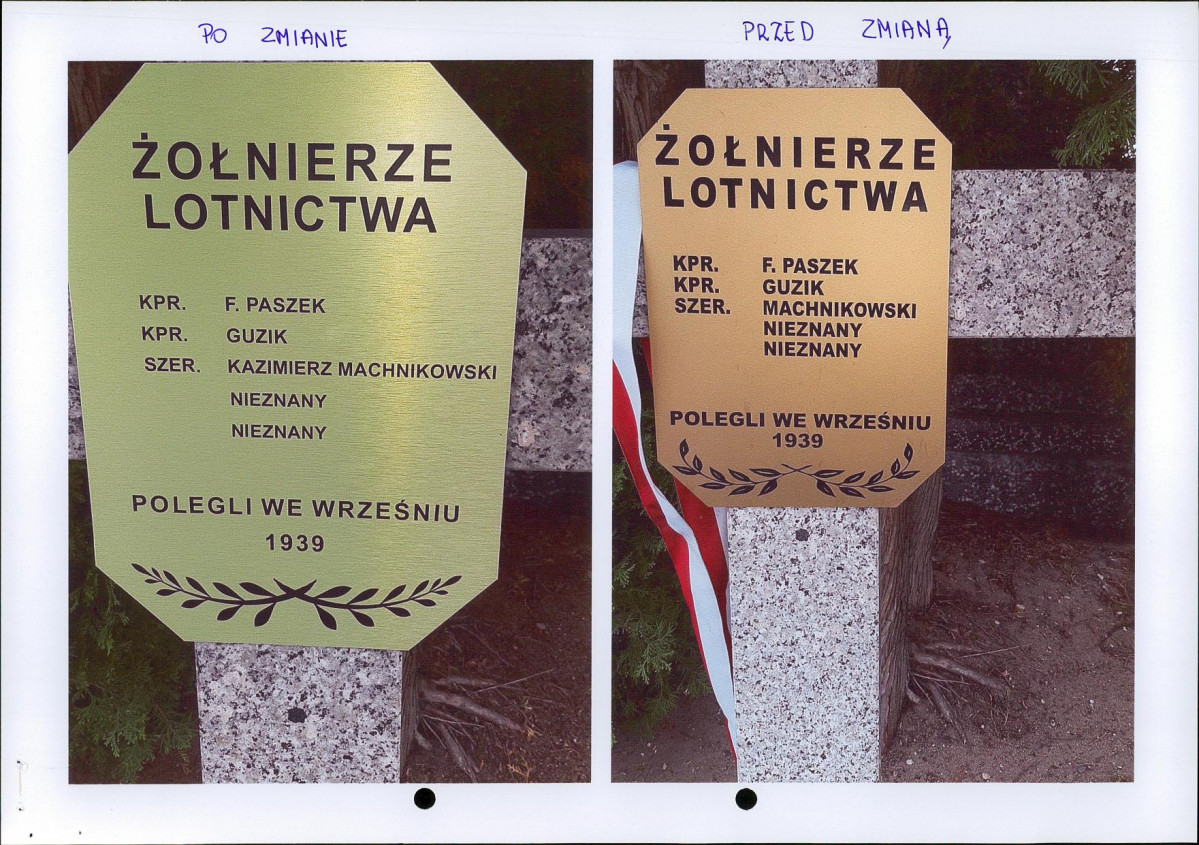 PO ZMIANIE
ŻOŁNIERZE
LOTNICTWA
KPR. F. PASZEK
KPR. GUZIK
SZER. KAZIMIERZ MACHNIKOWSKI
NIEZNANY
NIEZNANY
POLEGLI WE WRZEŚNIU
1939
PRZED ZMIANĄ
ŻOŁNIERZE
LOTNICTWA
KPR. F. PASZEK
KPR. GUZIK
SZER. MACHNIKOWSKI
NIEZNANY
NIEZNANY
POLEGLI WE WRZEŚNIU
1939